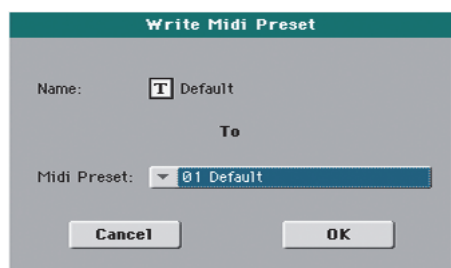 Write Midi Preset
Name: T Default
To
Midi Preset: 01 Default
Cancel OK